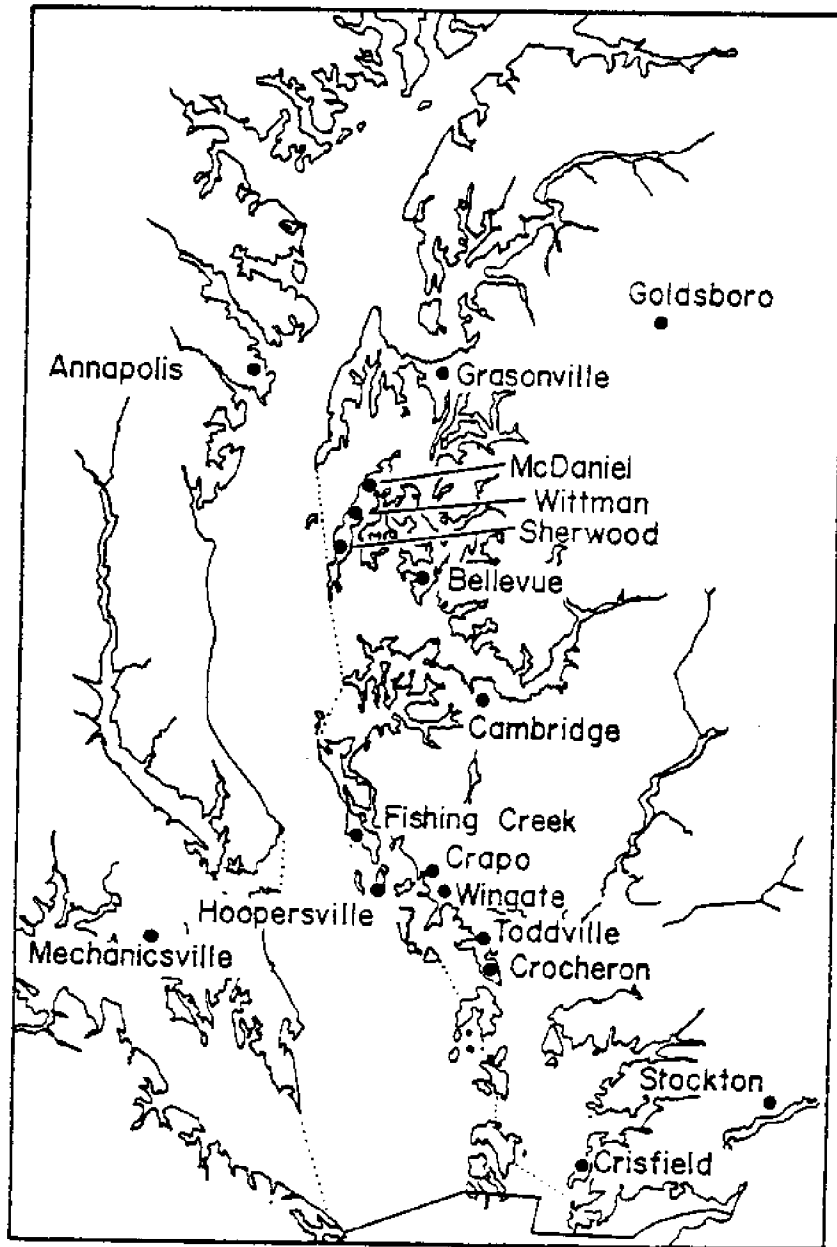 Goldsboro
Annapolis
Grasonville
McDaniel
Wittman
Sherwood
Bellevue
Cambridge
Fishing Creek
Crapo
Wingate
Hoopersville
Toddville
Mechanicsville
Crocheron
Stockton
Crisfield